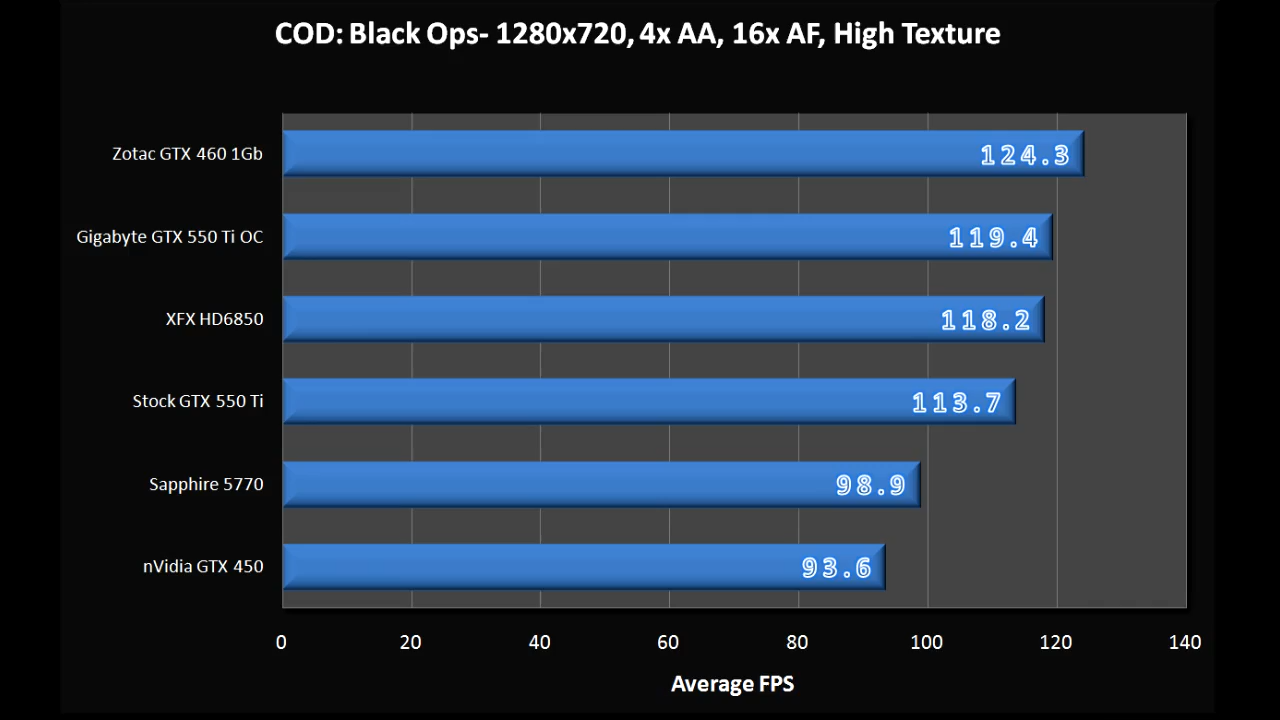 COD: Black Ops- 1280x720, 4x AA, 16x AF, High Texture
Zotac GTX 460 1Gb 124.3
Gigabyte GTX 550 Ti OC 119.4
XFX HD6850 118.2
Stock GTX 550 Ti 113.7
Sapphire 5770 98.9
nVidia GTX 450 93.6
0 20 40 60 80 100 120 140
Average FPS